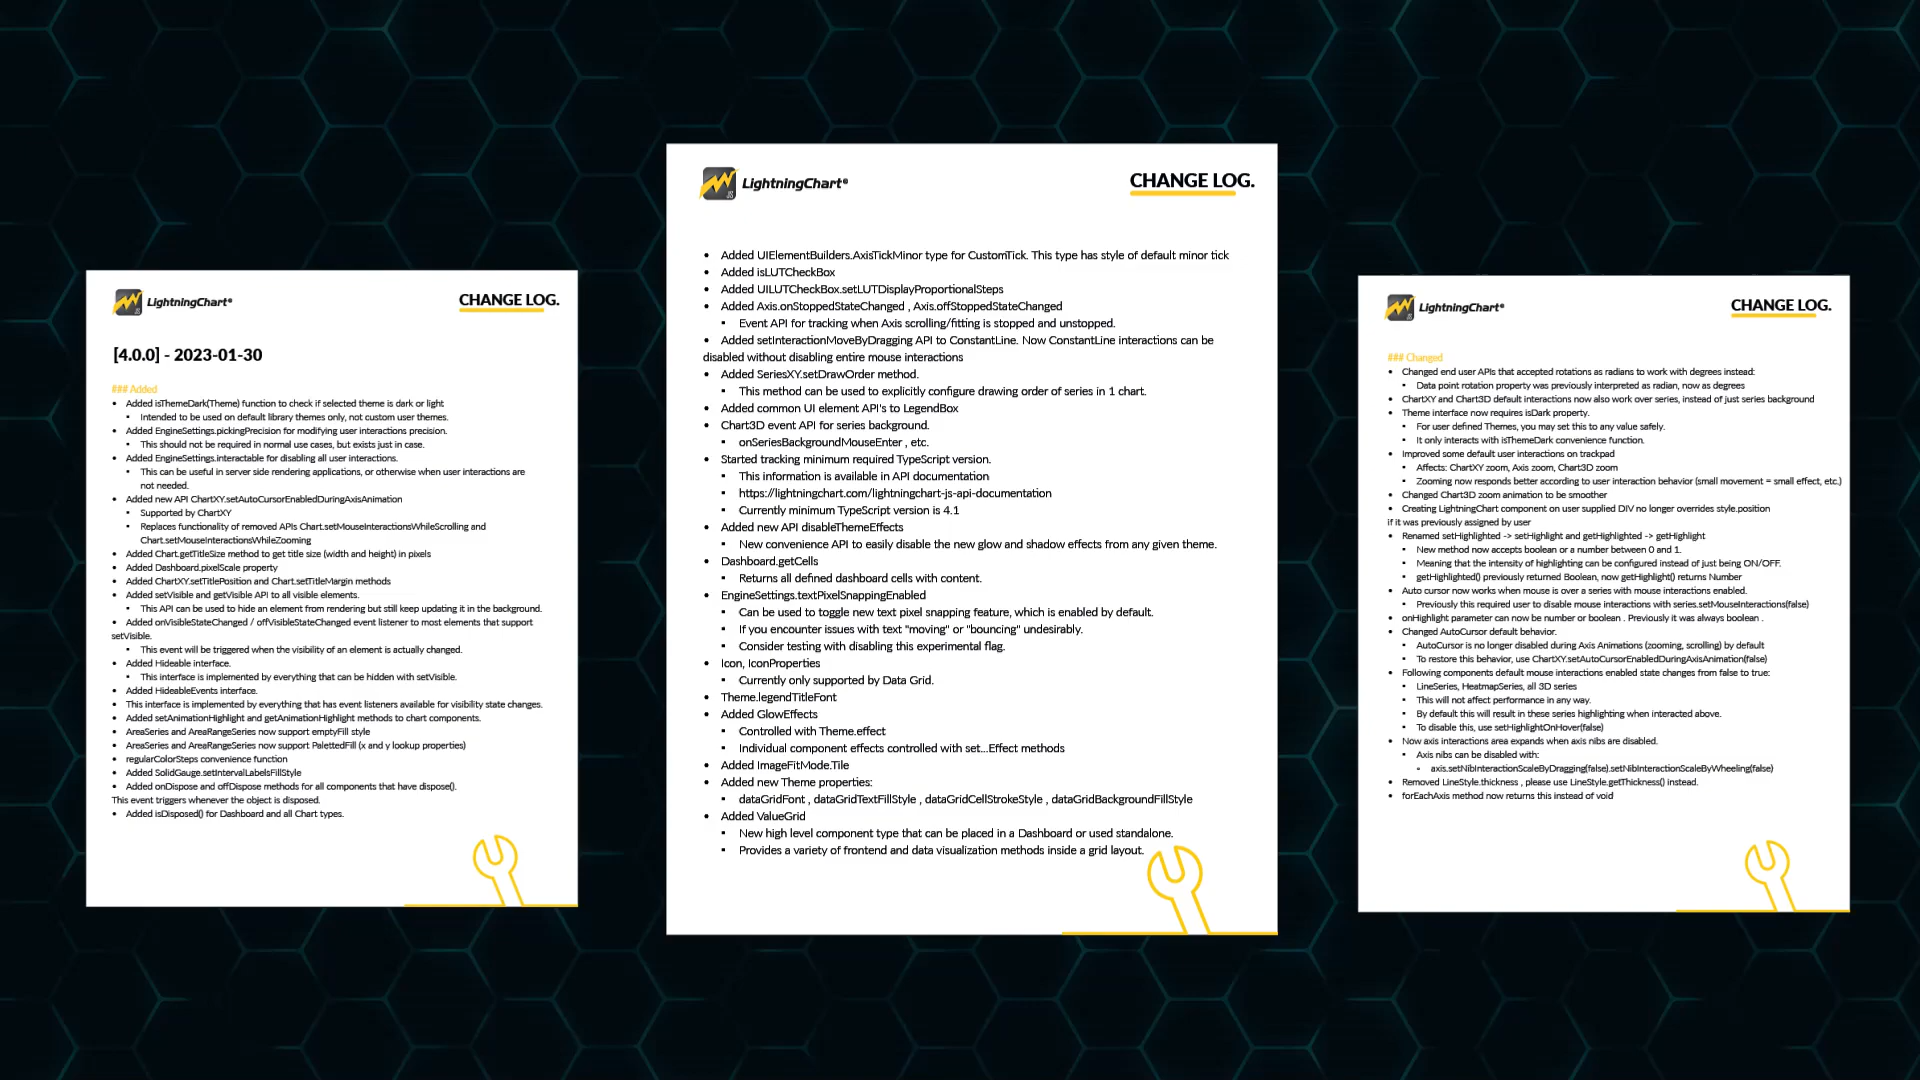 LightningChart®
CHANGE LOG.
[4.0.0] - 2023-01-30
### Added
• Added isThemeDark(Theme) function to check if selected theme is dark or light
▪ Intended to be used on default library themes only, not custom user themes.
• Added EngineSettings.pickingPrecision for modifying user interactions precision.
▪ This should not be required in normal use cases, but exists just in case.
• Added EngineSettings.interactable for disabling all user interactions.
▪ This can be useful in server side rendering applications, or otherwise when user interactions are
not needed.
• Added new API ChartXY.setAutoCursorEnabledDuringAxisAnimation
▪ Supported by ChartXY
▪ Replaces functionality of removed APIs Chart.setMouseInteractionsWhileScrolling and
Chart.setMouseInteractionsWhileZooming
• Added Chart.getTitleSize method to get title size (width and height) in pixels
• Added Dashboard.pixelScale property
• Added ChartXY.setTitlePosition and Chart.setTitleMargin methods
• Added setVisible and getVisible API to all visible elements.
▪ This API can be used to hide an element from rendering but still keep updating it in the background.
• Added onVisibleStateChanged / offVisibleStateChanged event listener to most elements that support
setVisible.
▪ This event will be triggered when the visibility of an element is actually changed.
• Added Hideable interface.
▪ This interface is implemented by everything that can be hidden with setVisible.
• Added HideableEvents interface.
• This interface is implemented by everything that has event listeners available for visibility state changes.
• Added setAnimationHighlight and getAnimationHighlight methods to chart components.
• AreaSeries and AreaRangeSeries now support emptyFill style
• AreaSeries and AreaRangeSeries now support PalettedFill (x and y lookup properties)
• regularColorSteps convenience function
• Added SolidGauge.setIntervalLabelsFillStyle
• Added onDispose and offDispose methods for all components that have dispose().
This event triggers whenever the object is disposed.
• Added isDisposed() for Dashboard and all Chart types.
LightningChart®
CHANGE LOG.
• Added UIElementBuilders.AxisTickMinor type for CustomTick. This type has style of default minor tick
• Added isLUTCheckBox
• Added UILUTCheckBox.setLUTDisplayProportionalSteps
• Added Axis.onStoppedStateChanged , Axis.offStoppedStateChanged
▪ Event API for tracking when Axis scrolling/fitting is stopped and unstopped.
• Added setInteractionMoveByDragging API to ConstantLine. Now ConstantLine interactions can be
disabled without disabling entire mouse interactions
• Added SeriesXY.setDrawOrder method.
▪ This method can be used to explicitly configure drawing order of series in 1 chart.
• Added common UI element API's to LegendBox
• Chart3D event API for series background.
▪ onSeriesBackgroundMouseEnter , etc.
• Started tracking minimum required TypeScript version.
▪ This information is available in API documentation
▪ https://lightningchart.com/lightningchart-js-api-documentation
▪ Currently minimum TypeScript version is 4.1
• Added new API disableThemeEffects
▪ New convenience API to easily disable the new glow and shadow effects from any given theme.
• Dashboard.getCells
▪ Returns all defined dashboard cells with content.
• EngineSettings.textPixelSnappingEnabled
▪ Can be used to toggle new text pixel snapping feature, which is enabled by default.
▪ If you encounter issues with text "moving" or "bouncing" undesirably.
▪ Consider testing with disabling this experimental flag.
• Icon, IconProperties
▪ Currently only supported by Data Grid.
• Theme.legendTitleFont
• Added GlowEffects
▪ Controlled with Theme.effect
▪ Individual component effects controlled with set...Effect methods
• Added ImageFitMode.Tile
• Added new Theme properties:
▪ dataGridFont , dataGridTextFillStyle , dataGridCellStrokeStyle , dataGridBackgroundFillStyle
• Added ValueGrid
▪ New high level component type that can be placed in a Dashboard or used standalone.
▪ Provides a variety of frontend and data visualization methods inside a grid layout.
LightningChart®
CHANGE LOG.
### Changed
• Changed end user APIs that accepted rotations as radians to work with degrees instead:
▪ Data point rotation property was previously interpreted as radian, now as degrees
• ChartXY and Chart3D default interactions now also work over series, instead of just series background
• Theme interface now requires isDark property.
▪ For user defined Themes, you may set this to any value safely.
▪ It only interacts with isThemeDark convenience function.
• Improved some default user interactions on trackpad
▪ Affects: ChartXY zoom, Axis zoom, Chart3D zoom
▪ Zooming now responds better according to user interaction behavior (small movement = small effect, etc.)
• Changed Chart3D zoom animation to be smoother
• Creating LightningChart component on user supplied DIV no longer overrides style.position
if it was previously assigned by user
• Renamed setHighlighted -> setHighlight and getHighlighted -> getHighlight
▪ New method now accepts boolean or a number between 0 and 1.
▪ Meaning that the intensity of highlighting can be configured instead of just being ON/OFF.
▪ getHighlighted() previously returned Boolean, now getHighlight() returns Number
• Auto cursor now works when mouse is over a series with mouse interactions enabled.
▪ Previously this required user to disable mouse interactions with series.setMouseInteractions(false)
• onHighlight parameter can now be number or boolean . Previously it was always boolean .
• Changed AutoCursor default behavior.
▪ AutoCursor is no longer disabled during Axis Animations (zooming, scrolling) by default
▪ To restore this behavior, use ChartXY.setAutoCursorEnabledDuringAxisAnimation(false)
• Following components default mouse interactions enabled state changes from false to true:
▪ LineSeries, HeatmapSeries, all 3D series
▪ This will not affect performance in any way.
▪ By default this will result in these series highlighting when interacted above.
▪ To disable this, use setHighlightOnHover(false)
• Now axis interactions area expands when axis nibs are disabled.
▪ Axis nibs can be disabled with:
◦ axis.setNibInteractionScaleByDragging(false).setNibInteractionScaleByWheeling(false)
• Removed LineStyle.thickness , please use LineStyle.getThickness() instead.
• forEachAxis method now returns this instead of void